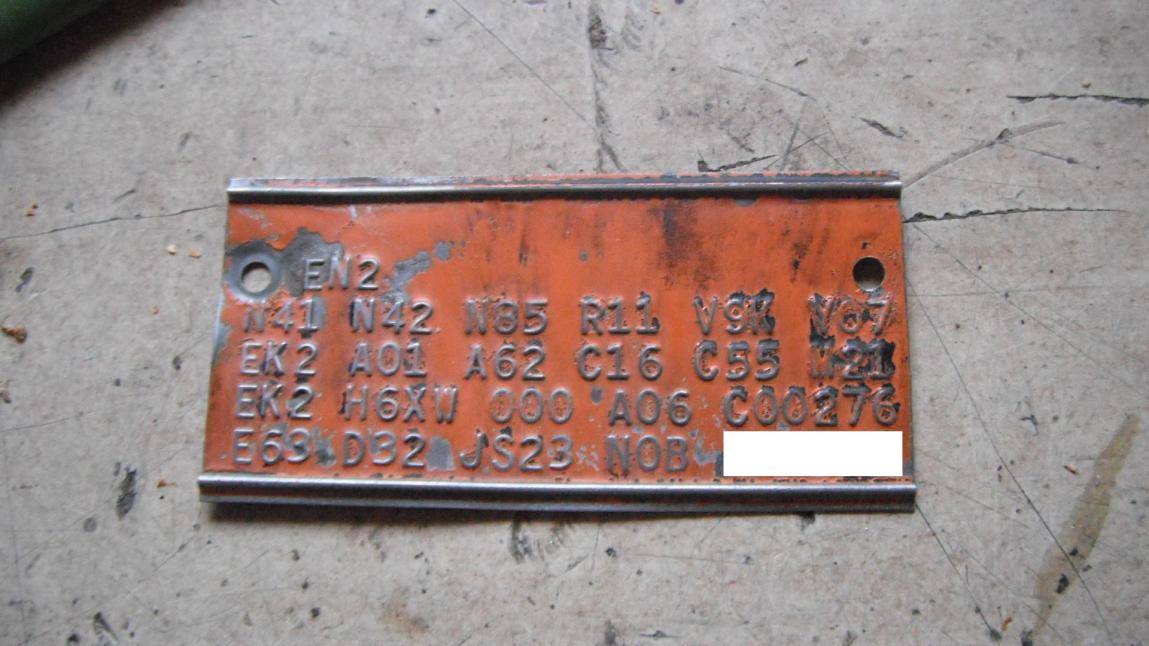 EN2
N41 N42 N85 R11 V9K Y07
EK2 A01 A62 C16 C55 M21
EK2 H6XW 000 A06 C00276
E63 D32 JS23 N0B